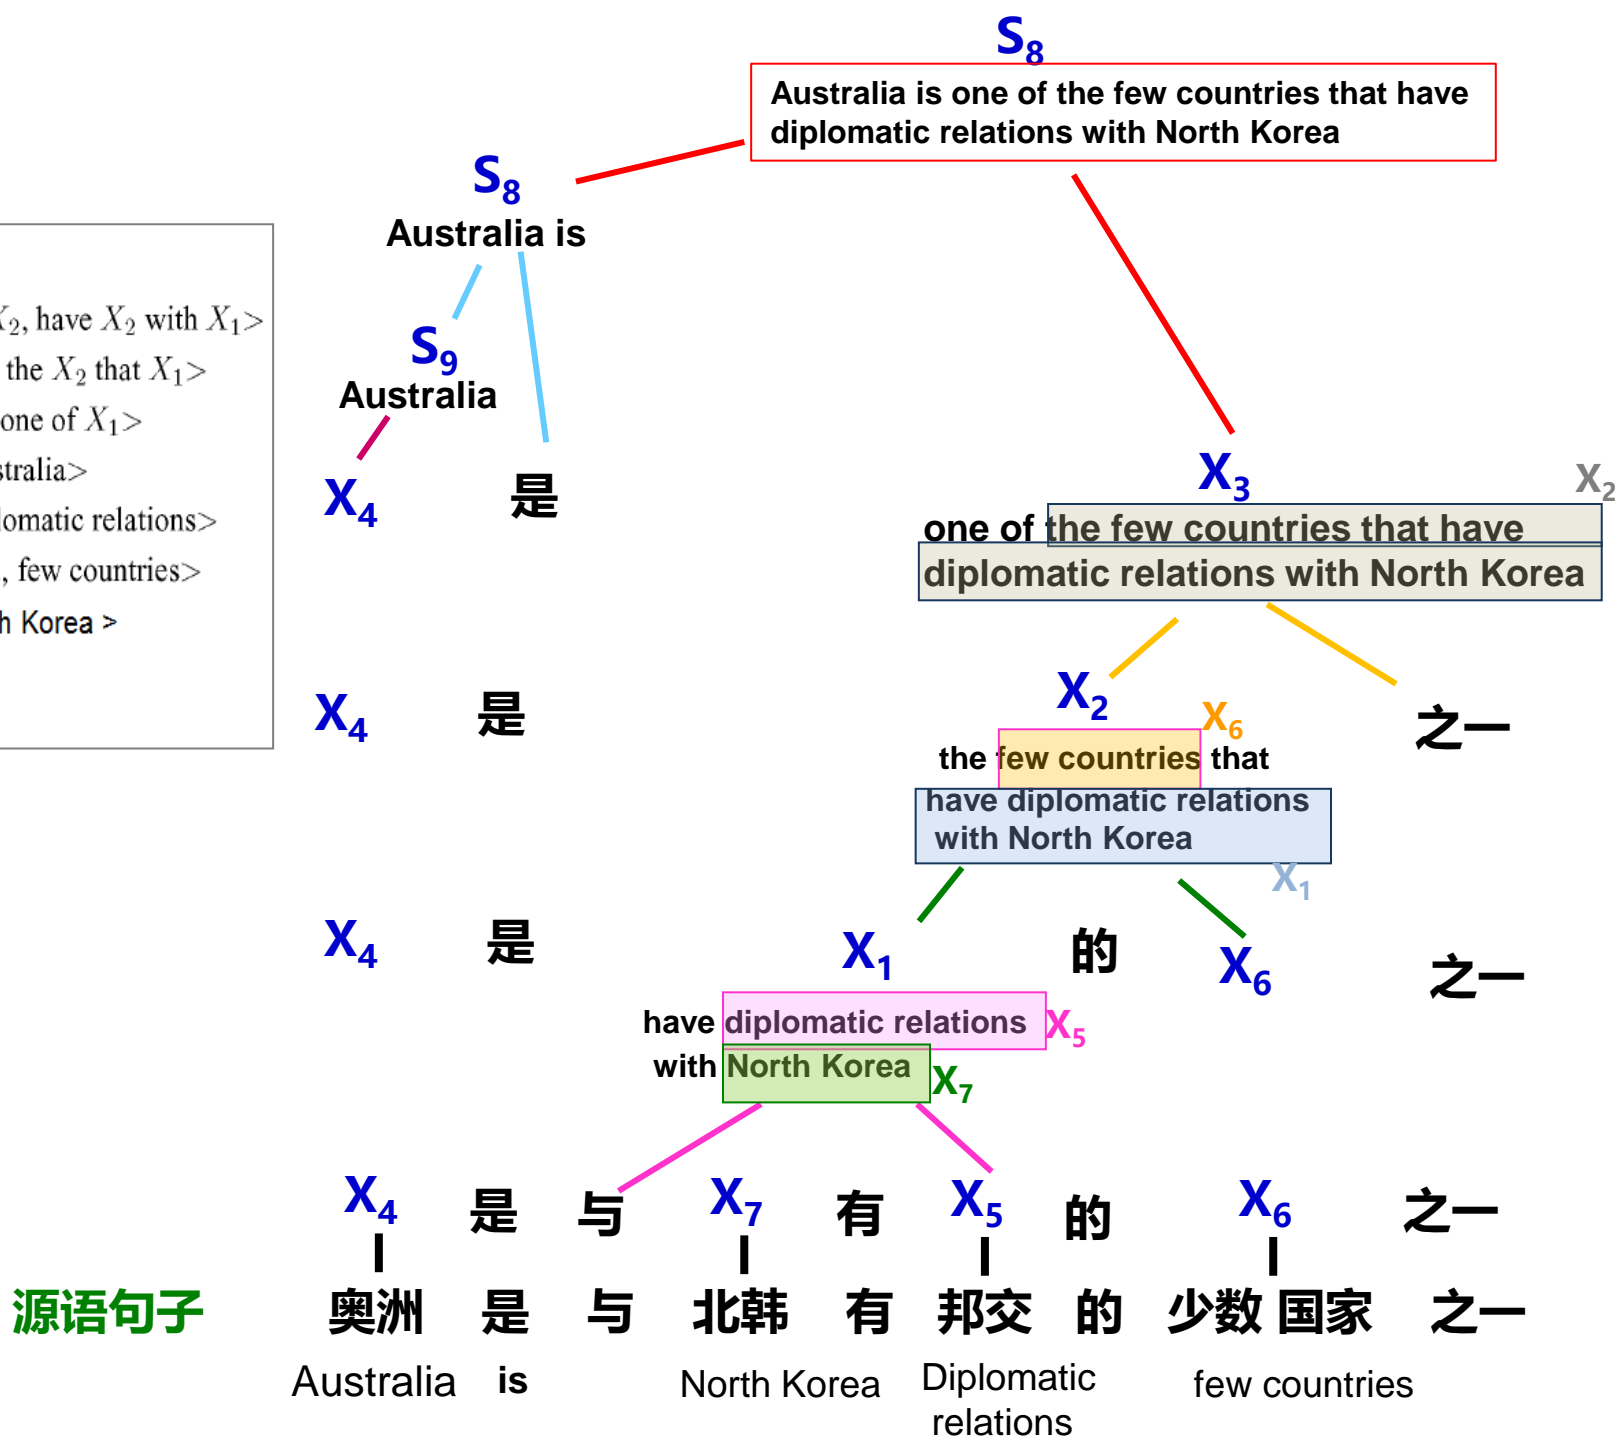 S8
Australia is one of the few countries that have
diplomatic relations with North Korea
S8
Australia is
X2, have X2 with X1>
the X2 that X1>
one of X1>
stralia>
lomatic relations>
, few countries>
h Korea >
S9
Australia
X4 是
X3 X2
one of the few countries that have
diplomatic relations with North Korea
X4 是 X2 之一
X6
the few countries that
have diplomatic relations
with North Korea
X1
X4 是 X1 的 X6 之一
have diplomatic relations X5
with North Korea X7
X4 是 与 X7 有 X5 的 X6 之一
源语句子 奥洲 是 与 北韩 有 邦交 的 少数 国家 之一
Australia is North Korea Diplomatic few countries
relations